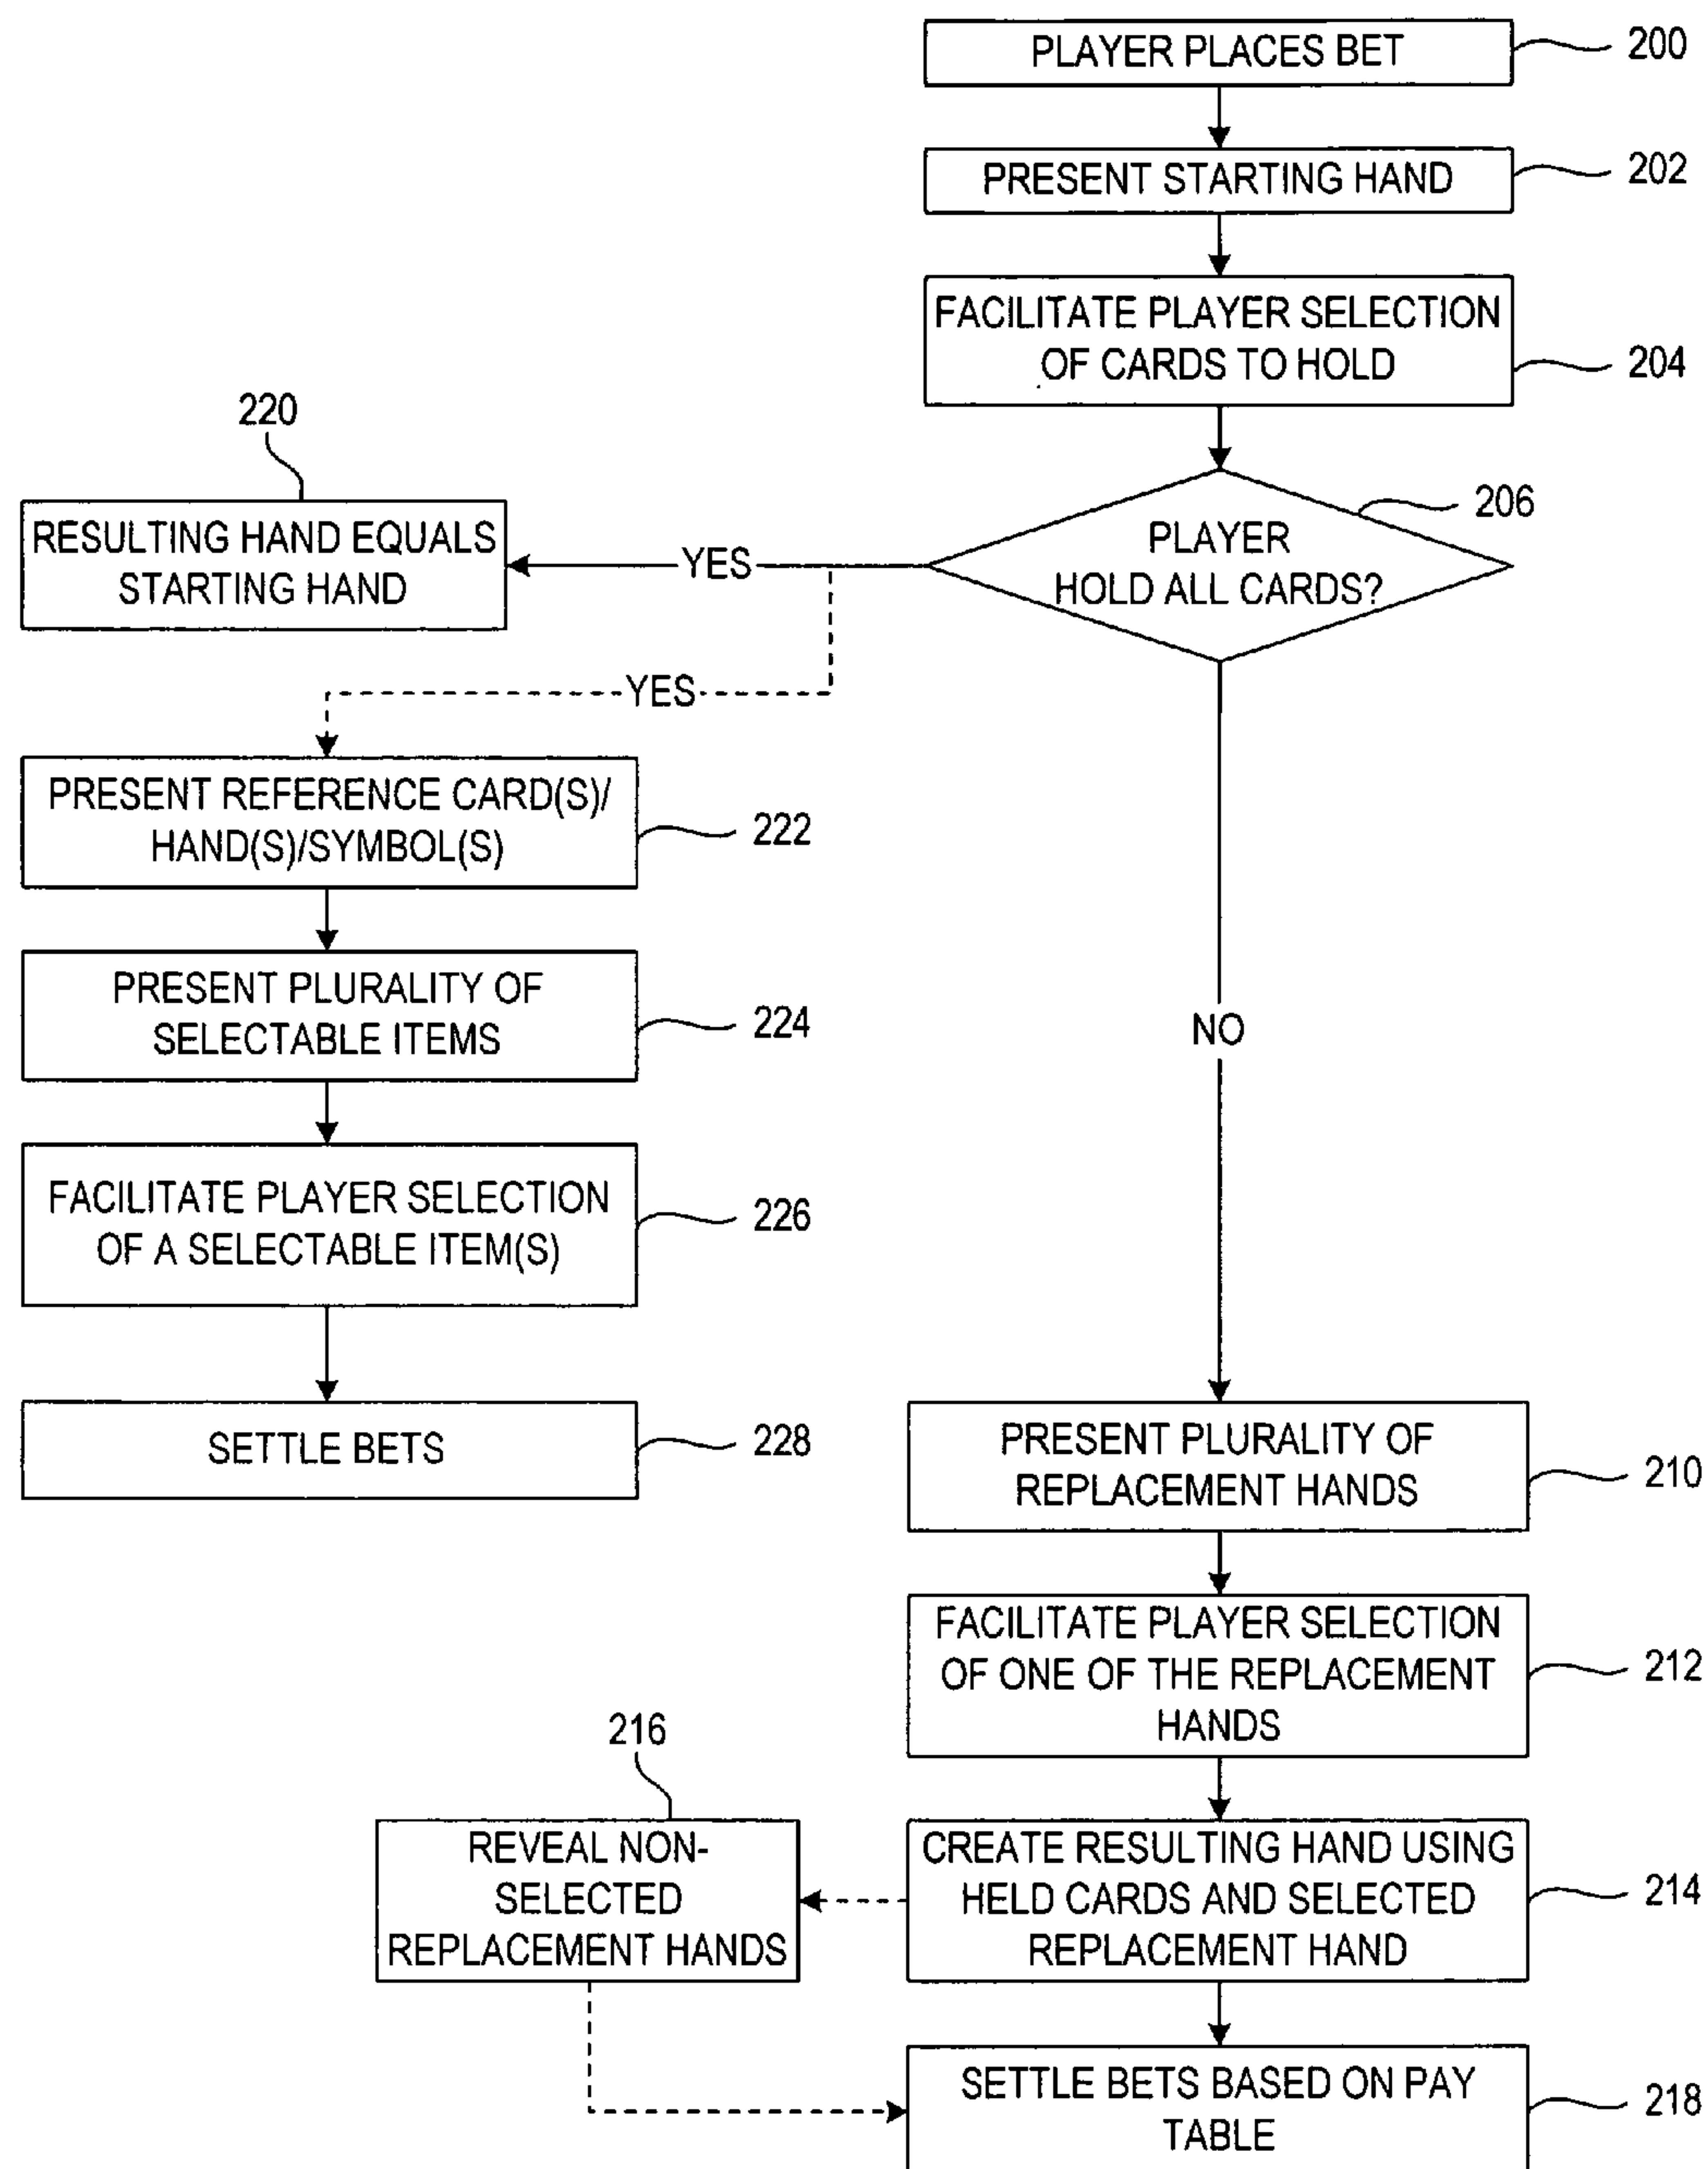 PLAYER PLACES BET
200
PRESENT STARTING HAND
202
FACILITATE PLAYER SELECTION
OF CARDS TO HOLD
204
PLAYER
HOLD ALL CARDS?
206
YES
220
RESULTING HAND EQUALS
STARTING HAND
YES
PRESENT REFERENCE CARD(S)/
HAND(S)/SYMBOL(S)
222
PRESENT PLURALITY OF
SELECTABLE ITEMS
224
FACILITATE PLAYER SELECTION
OF A SELECTABLE ITEM(S)
226
SETTLE BETS
228
NO
PRESENT PLURALITY OF
REPLACEMENT HANDS
210
FACILITATE PLAYER SELECTION
OF ONE OF THE REPLACEMENT
HANDS
212
CREATE RESULTING HAND USING
HELD CARDS AND SELECTED
REPLACEMENT HAND
214
216
REVEAL NON-
SELECTED
REPLACEMENT HANDS
SETTLE BETS BASED ON PAY
TABLE
218